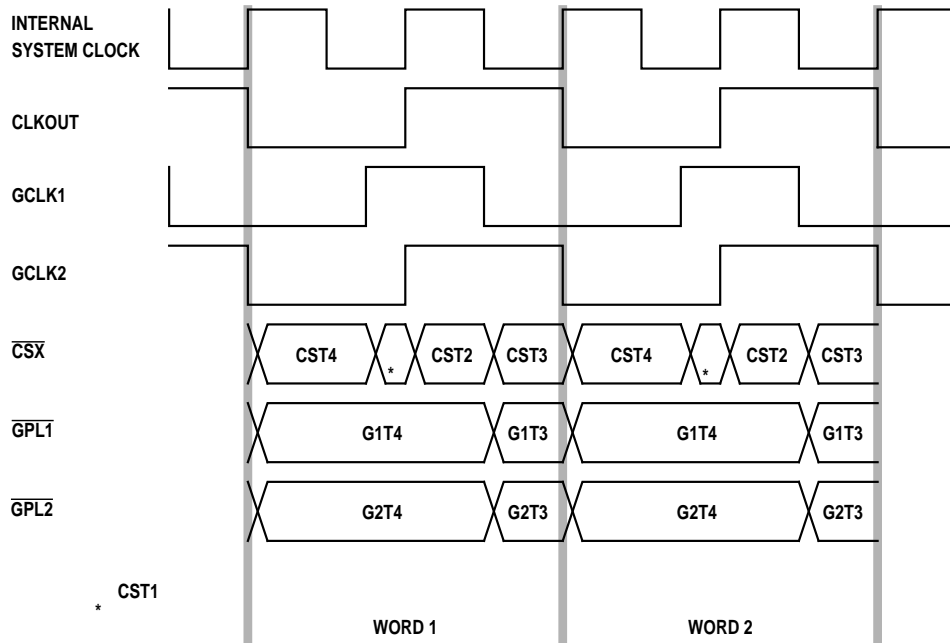 INTERNAL
SYSTEM CLOCK
CLKOUT
GCLK1
GCLK2
CSX CST4 * CST2 CST3 CST4 * CST2 CST3
GPL1 G1T4 G1T3 G1T4 G1T3
GPL2 G2T4 G2T3 G2T4 G2T3
* CST1
WORD 1 WORD 2